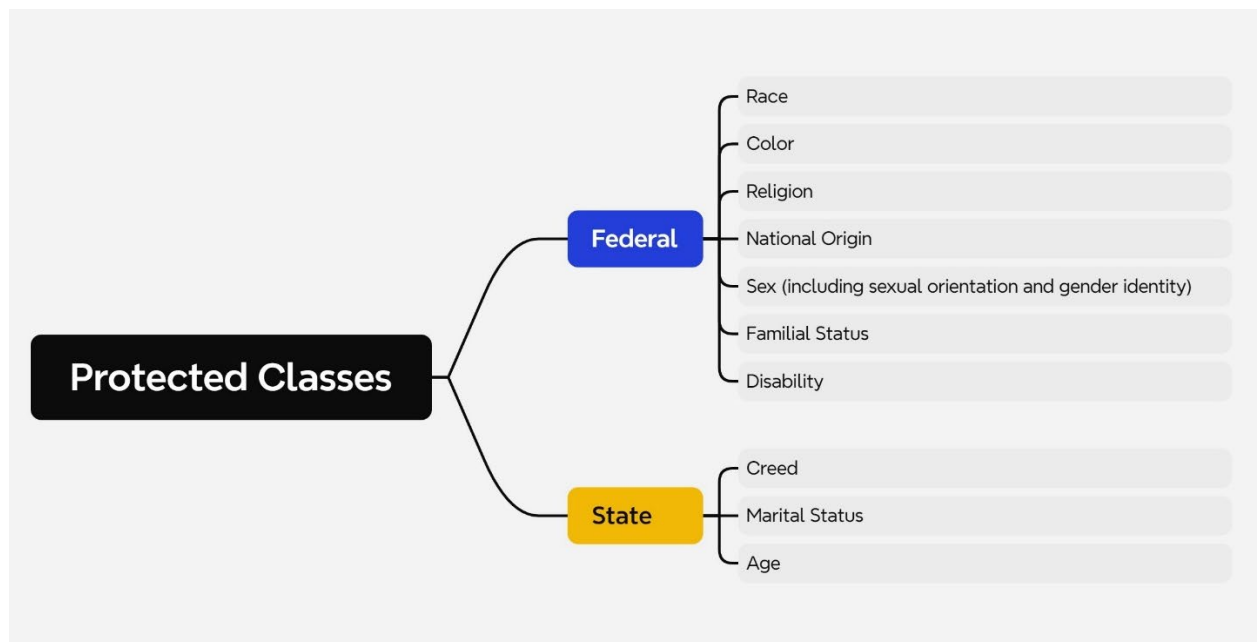 Protected Classes
Federal
Race
Color
Religion
National Origin
Sex (including sexual orientation and gender identity)
Familial Status
Disability
State
Creed
Marital Status
Age